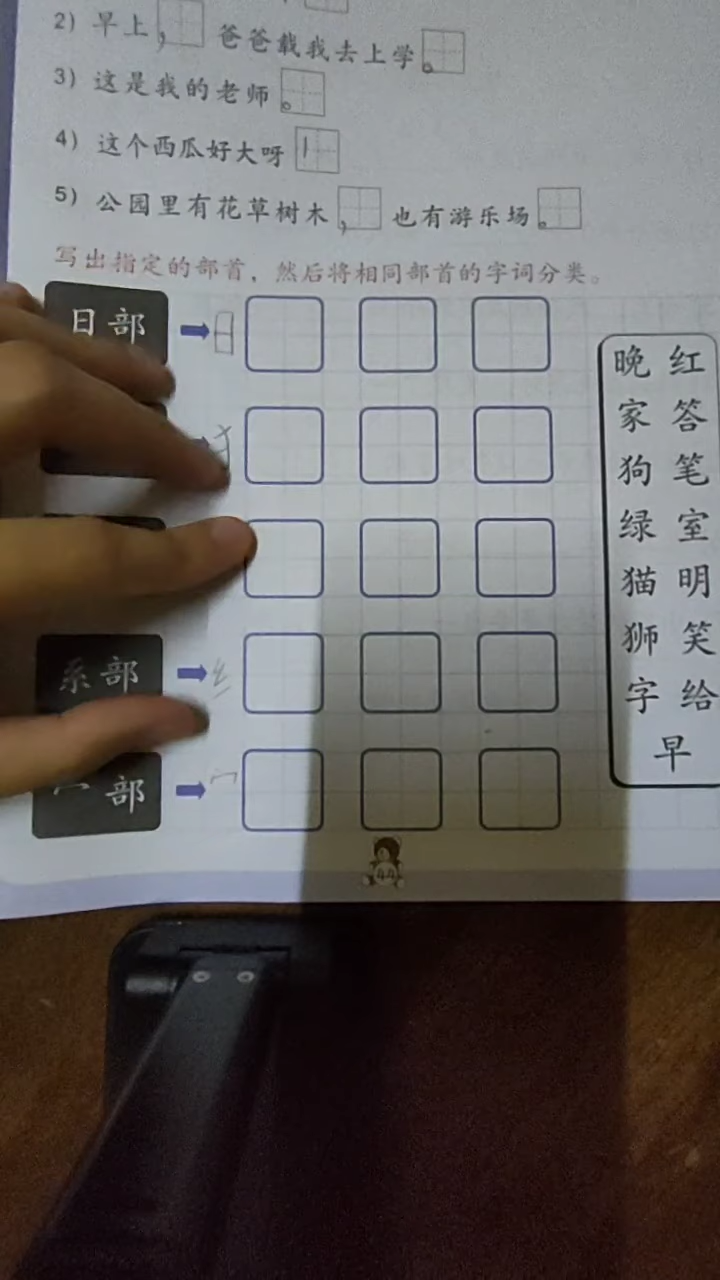 2) 早上, 爸爸载我去上学。
3) 这是我的老师。
4) 这个西瓜好大呀
5) 公园里有花草树木, 也有游乐场。
写出指定的部首，然后将相同部首的字词分类。
日部 日
系部 纟
部 宀
晚 红
家 答
狗 笔
绿 室
猫 明
狮 笑
字 给
早
44